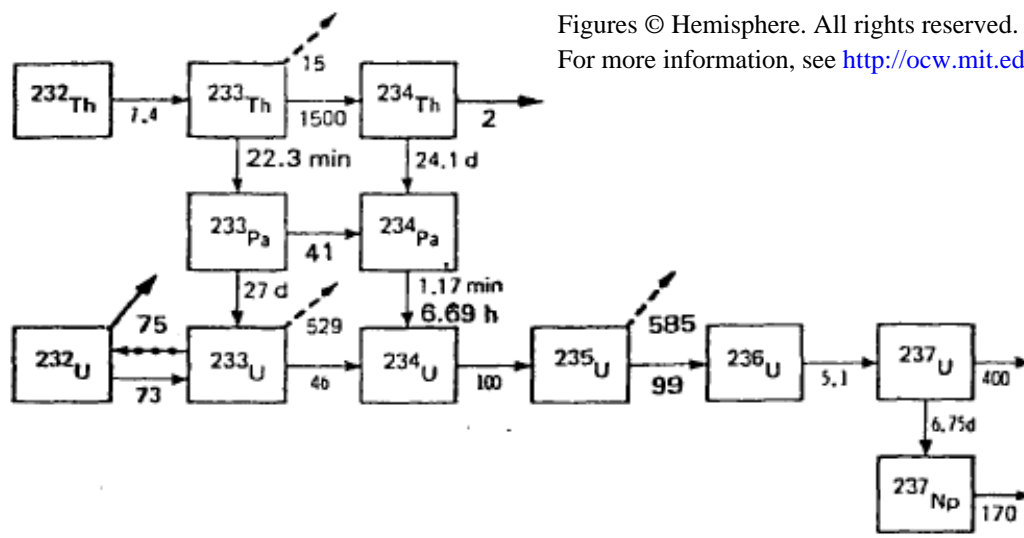 Figures © Hemisphere. All rights reserved.
For more information, see http://ocw.mit.ed
15
232Th
7.4
233Th
1500
234Th
2
22.3 min
24.1 d
233Pa
41
234Pa
27 d
1.17 min
6.69 h
75
529
585
232U
73
233U
46
234U
100
235U
99
236U
5.1
237U
400
6.75d
237Np
170